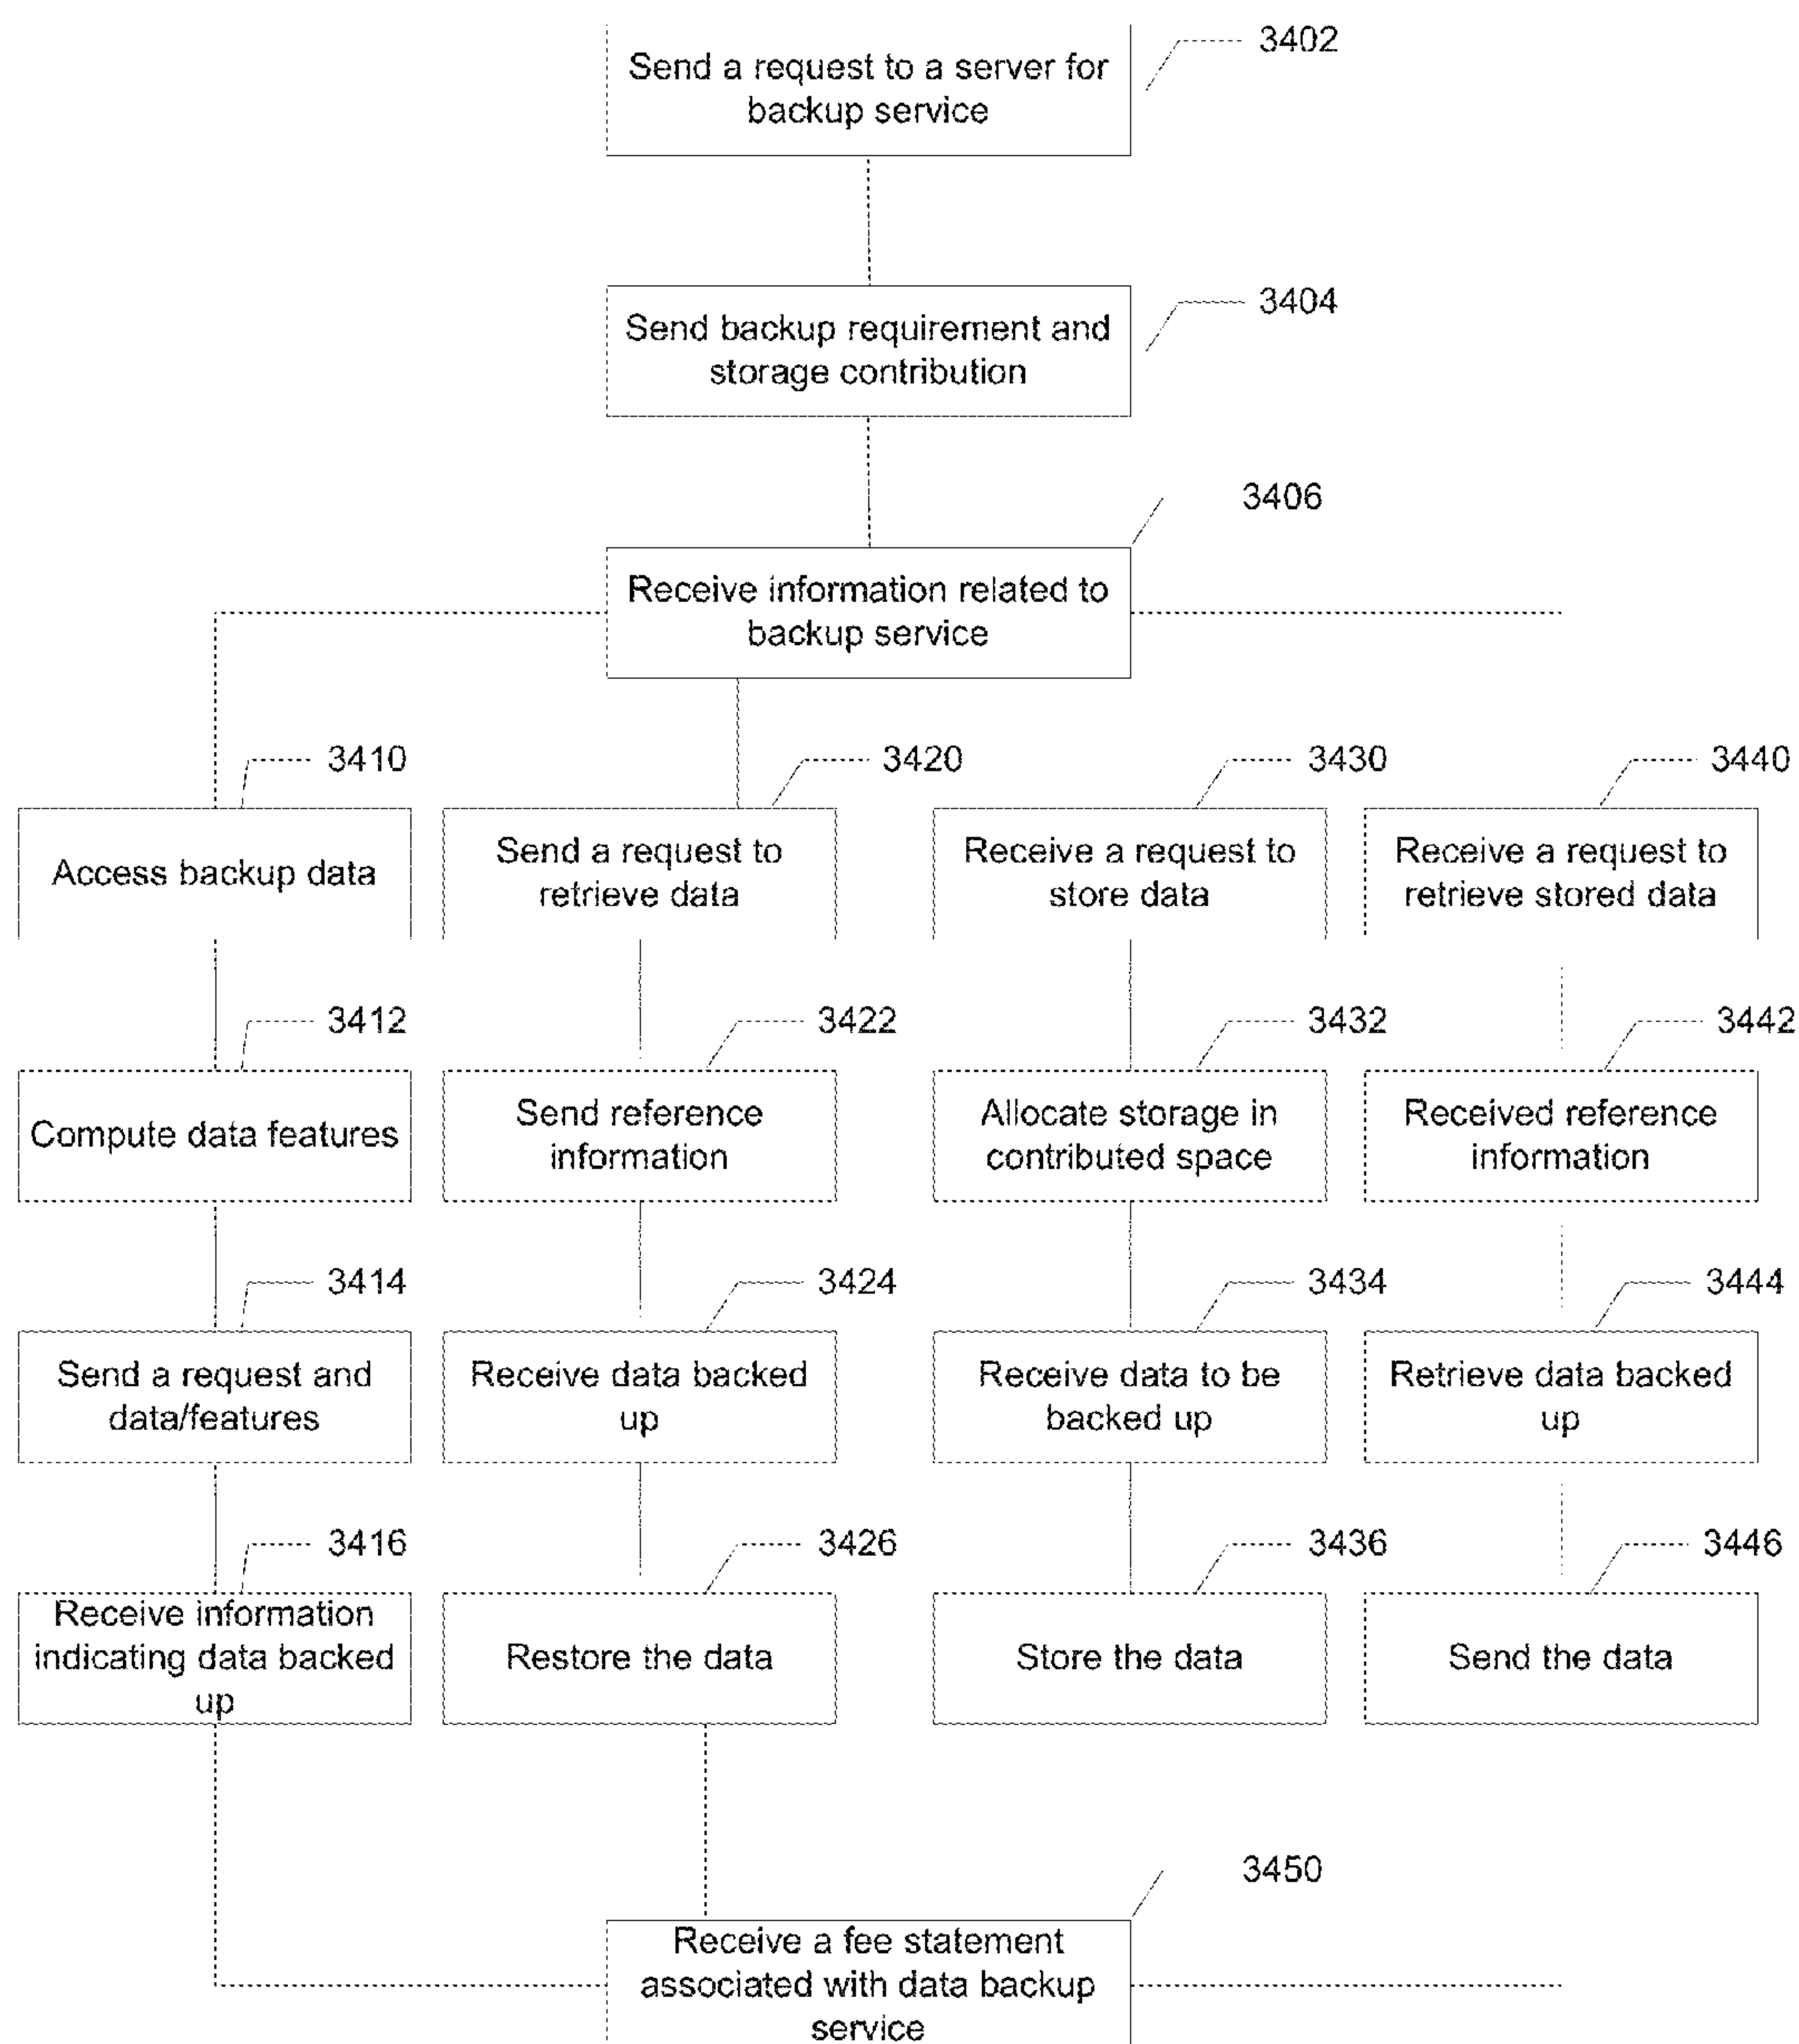 3402
Send a request to a server for
backup service
3404
Send backup requirement and
storage contribution
3406
Receive information related to
backup service
3410
Access backup data
3420
Send a request to
retrieve data
3430
Receive a request to
store data
3440
Receive a request to
retrieve stored data
3412
Compute data features
3422
Send reference
information
3432
Allocate storage in
contributed space
3442
Received reference
information
3414
Send a request and
data/features
3424
Receive data backed
up
3434
Receive data to be
backed up
3444
Retrieve data backed
up
3416
Receive information
indicating data backed
up
3426
Restore the data
3436
Store the data
3446
Send the data
3450
Receive a fee statement
associated with data backup
service